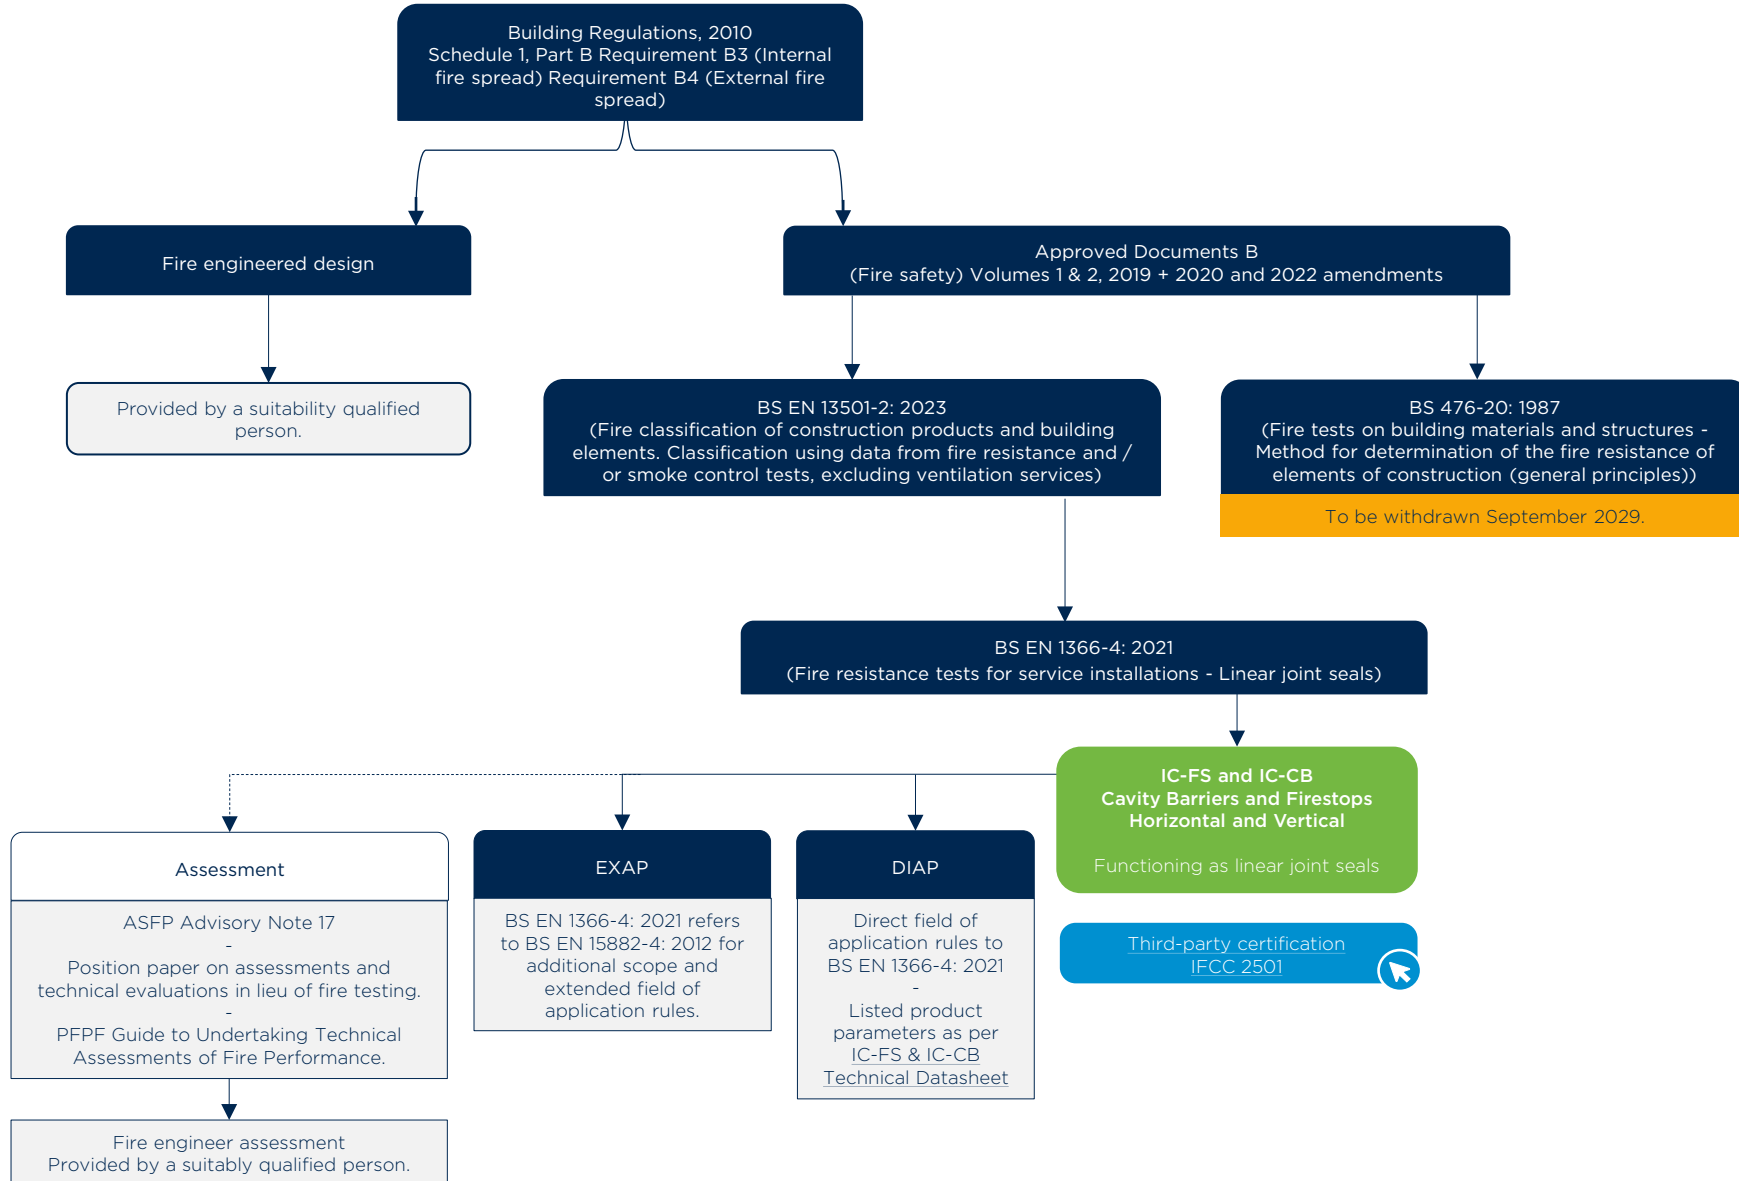 Building Regulations, 2010
Schedule 1, Part B Requirement B3 (Internal
fire spread) Requirement B4 (External fire
spread)
Fire engineered design
Approved Documents B
(Fire safety) Volumes 1 & 2, 2019 + 2020 and 2022 amendments
Provided by a suitability qualified
person.
BS EN 13501-2: 2023
(Fire classification of construction products and building
elements. Classification using data from fire resistance and /
or smoke control tests, excluding ventilation services)
BS 476-20: 1987
(Fire tests on building materials and structures -
Method for determination of the fire resistance of
elements of construction (general principles))
To be withdrawn September 2029.
BS EN 1366-4: 2021
(Fire resistance tests for service installations - Linear joint seals)
IC-FS and IC-CB
Cavity Barriers and Firestops
Horizontal and Vertical
Functioning as linear joint seals
Third-party certification
IFCC 2501
Assessment
ASFP Advisory Note 17
-
Position paper on assessments and
technical evaluations in lieu of fire testing.
-
PFPF Guide to Undertaking Technical
Assessments of Fire Performance.
Fire engineer assessment
Provided by a suitably qualified person.
EXAP
BS EN 1366-4: 2021 refers
to BS EN 15882-4: 2012 for
additional scope and
extended field of
application rules.
DIAP
Direct field of
application rules to
BS EN 1366-4: 2021
-
Listed product
parameters as per
IC-FS & IC-CB
Technical Datasheet